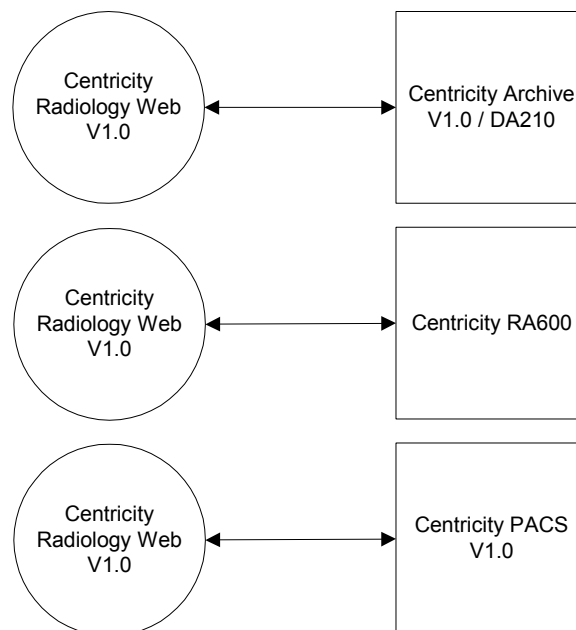 Centricity
Radiology Web
V1.0
Centricity Archive
V1.0 / DA210
Centricity
Radiology Web
V1.0
Centricity RA600
Centricity
Radiology Web
V1.0
Centricity PACS
V1.0